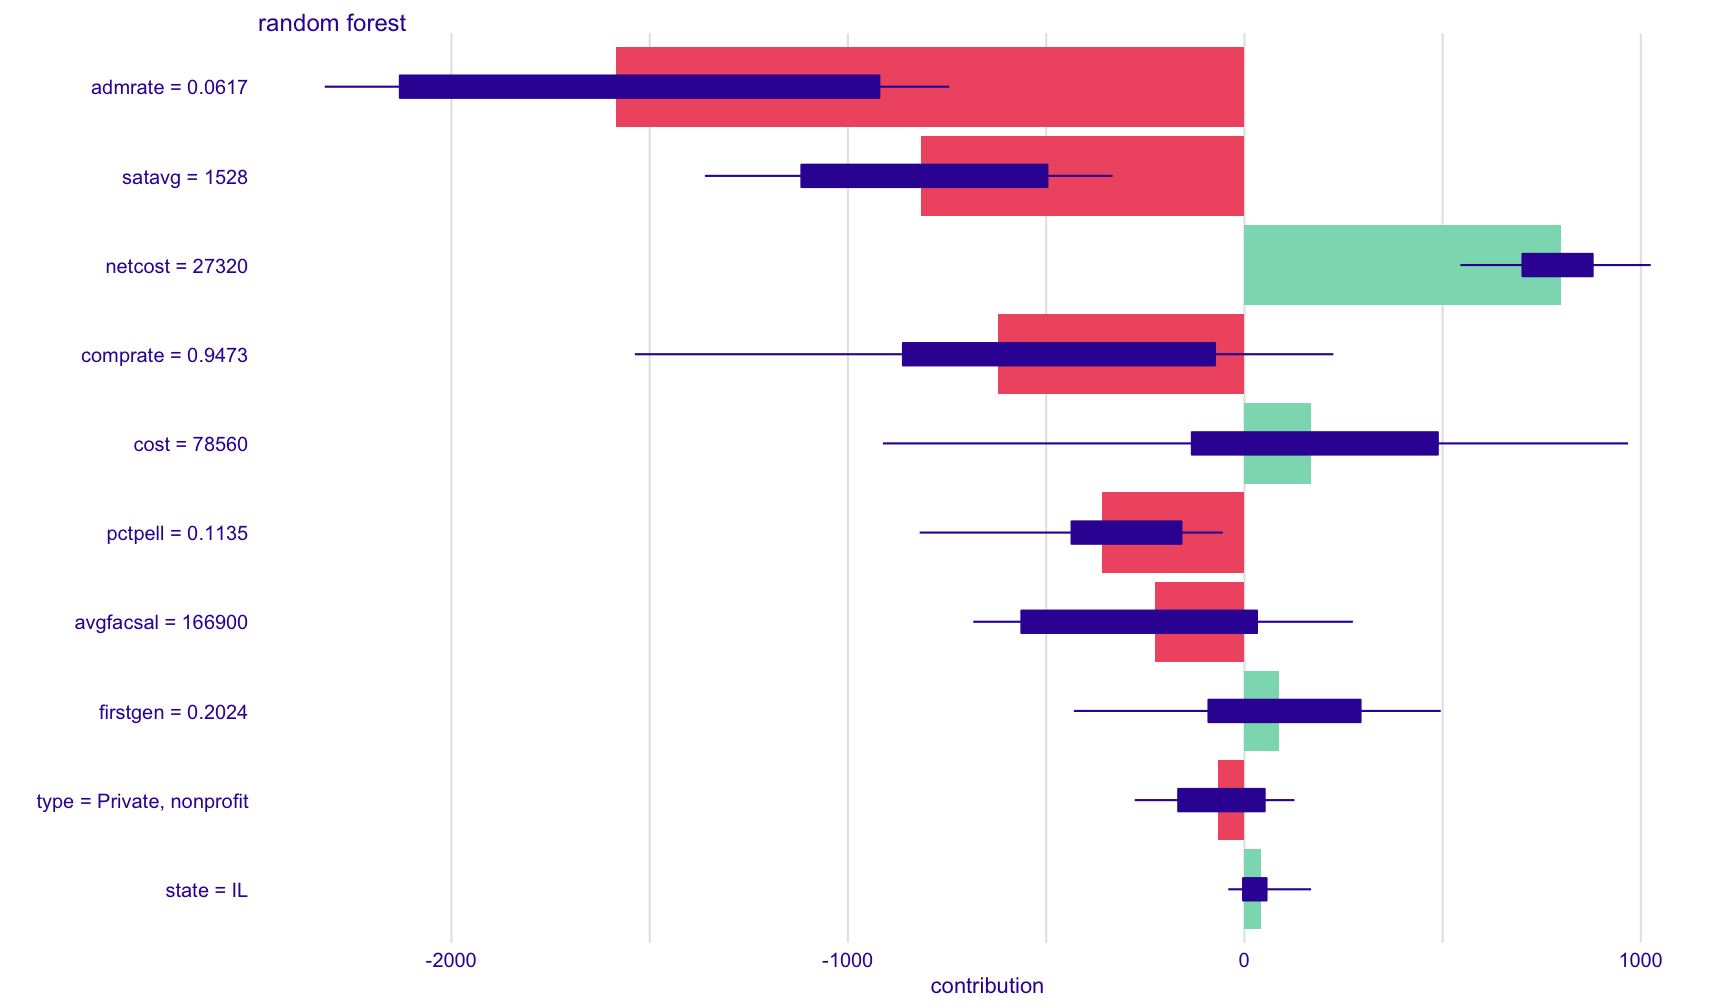 random forest
admrate = 0.0617
satavg = 1528
netcost = 27320
comprate = 0.9473
cost = 78560
pctpell = 0.1135
avgfacsal = 166900
firstgen = 0.2024
type = Private, nonprofit
state = IL
-2000 -1000 0 1000
contribution